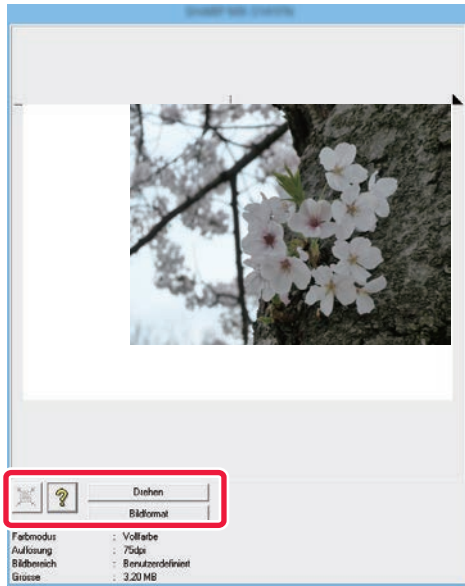 Drehen
Bildformat
Farbmodus : Vollfarbe
Auflösung : 75dpi
Bildbereich : Benutzerdefiniert
Grösse : 3,20 MB